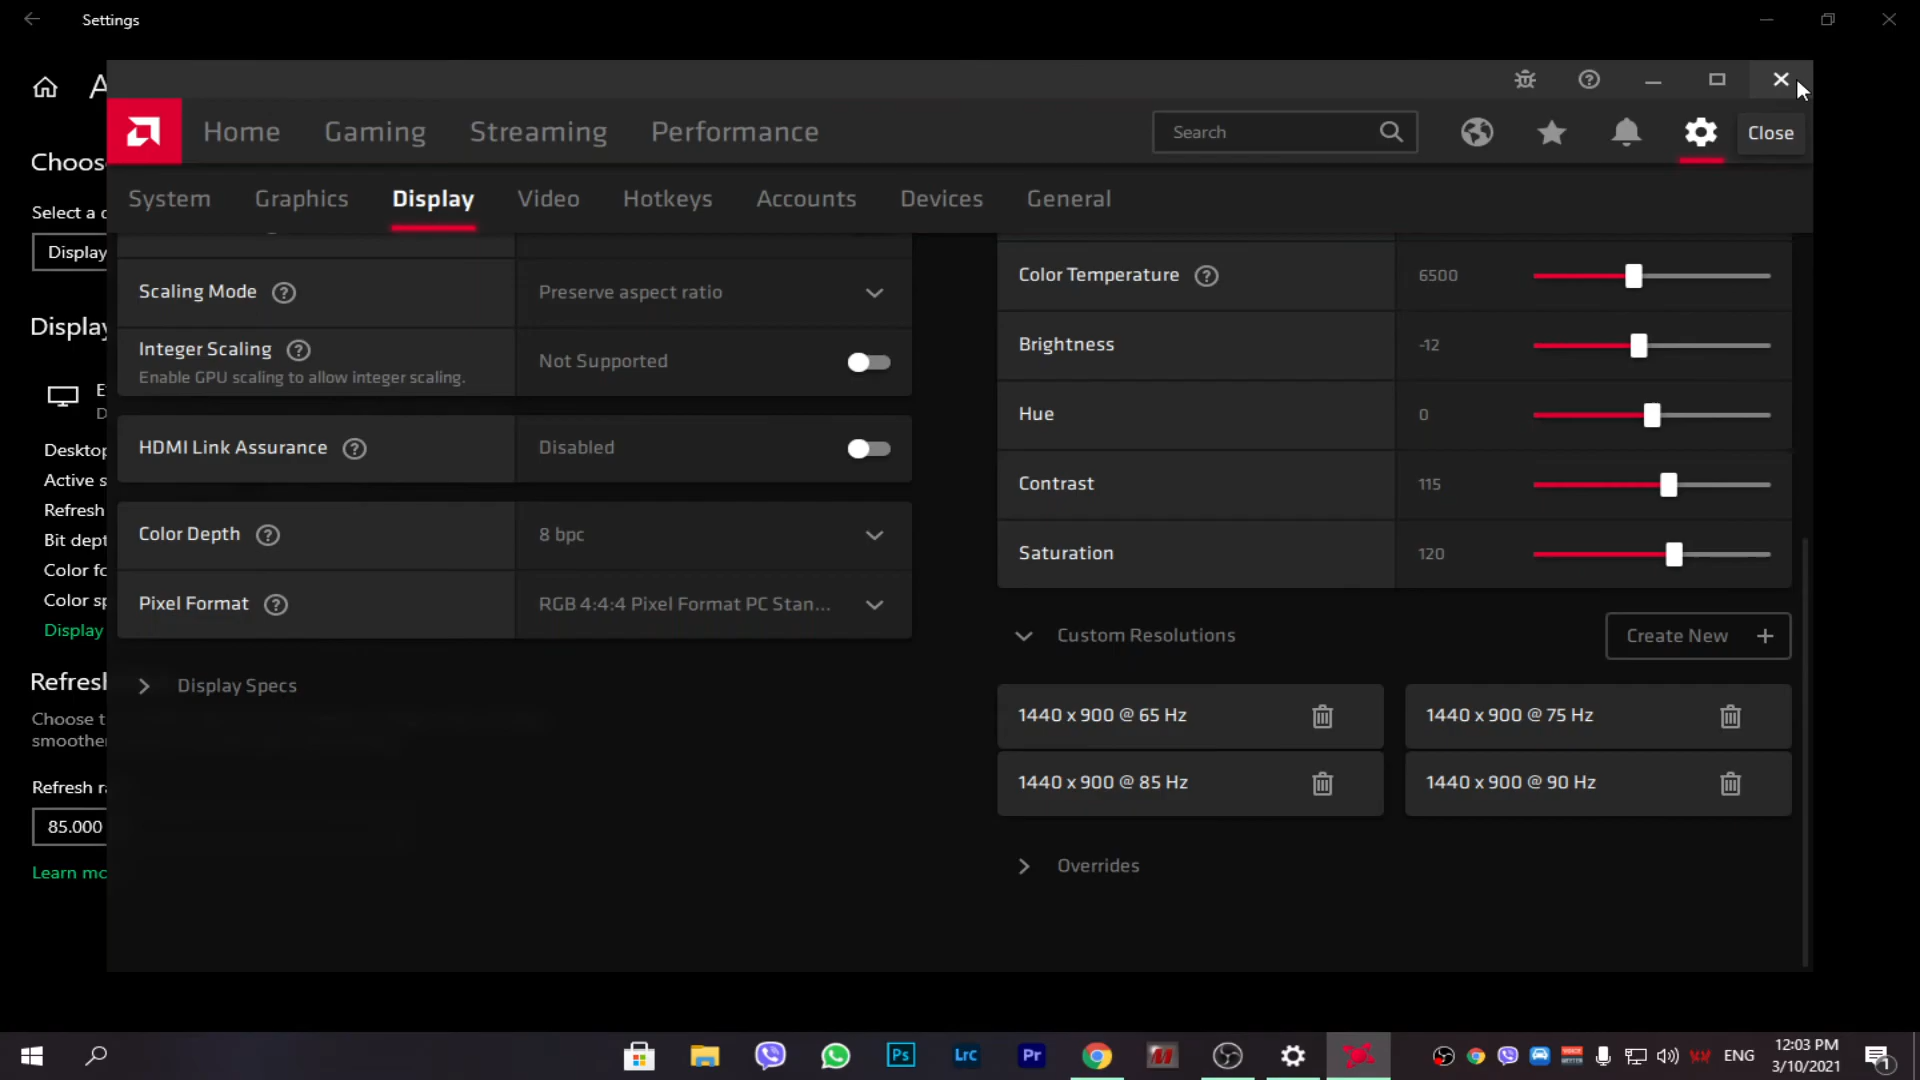 Settings
A
Choos
Select a d
Display
Display
E
D
Desktop
Active s
Refresh
Bit dept
Color fo
Color sp
Display
Refresh
Choose t
smoothe
Refresh ra
85.000
Learn mo
Home
Gaming
Streaming
Performance
Search
Close
System
Graphics
Display
Video
Hotkeys
Accounts
Devices
General
Scaling Mode
Preserve aspect ratio
Integer Scaling
Enable GPU scaling to allow integer scaling.
Not Supported
HDMI Link Assurance
Disabled
Color Depth
8 bpc
Pixel Format
RGB 4:4:4 Pixel Format PC Stan...
Display Specs
Color Temperature
6500
Brightness
-12
Hue
0
Contrast
115
Saturation
120
Custom Resolutions
Create New
1440 x 900 @ 65 Hz
1440 x 900 @ 75 Hz
1440 x 900 @ 85 Hz
1440 x 900 @ 90 Hz
Overrides
Ps
LrC
Pr
ENG
12:03 PM
3/10/2021
1